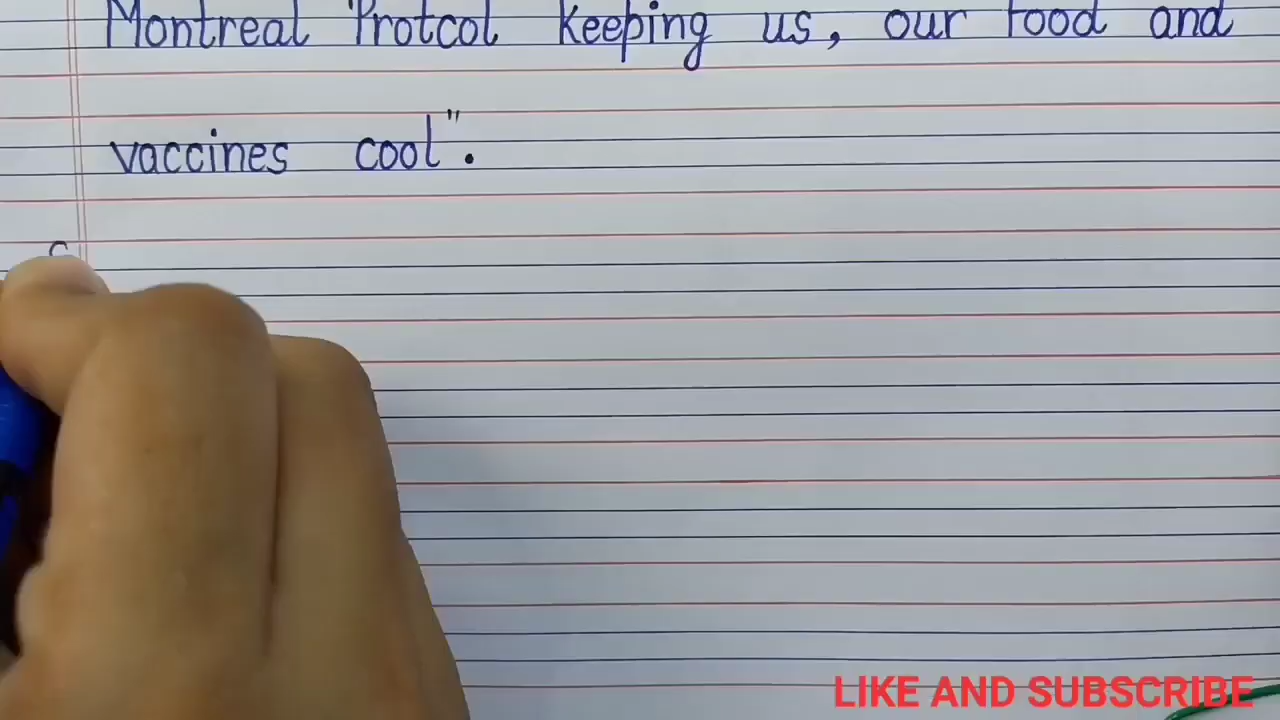 Montreal Protcol keeping us, our food and
vaccines cool".
LIKE AND SUBSCRIBE